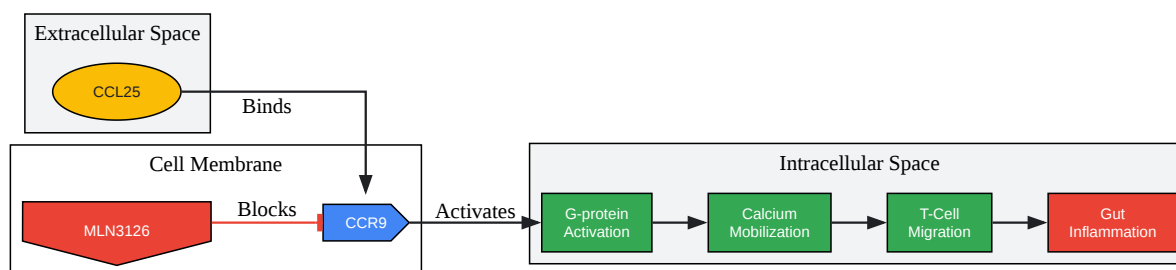 Extracellular Space
CCL25
Binds
Cell Membrane
MLN3126
Blocks
CCR9
Activates
Intracellular Space
G-protein
Activation
Calcium
Mobilization
T-Cell
Migration
Gut
Inflammation